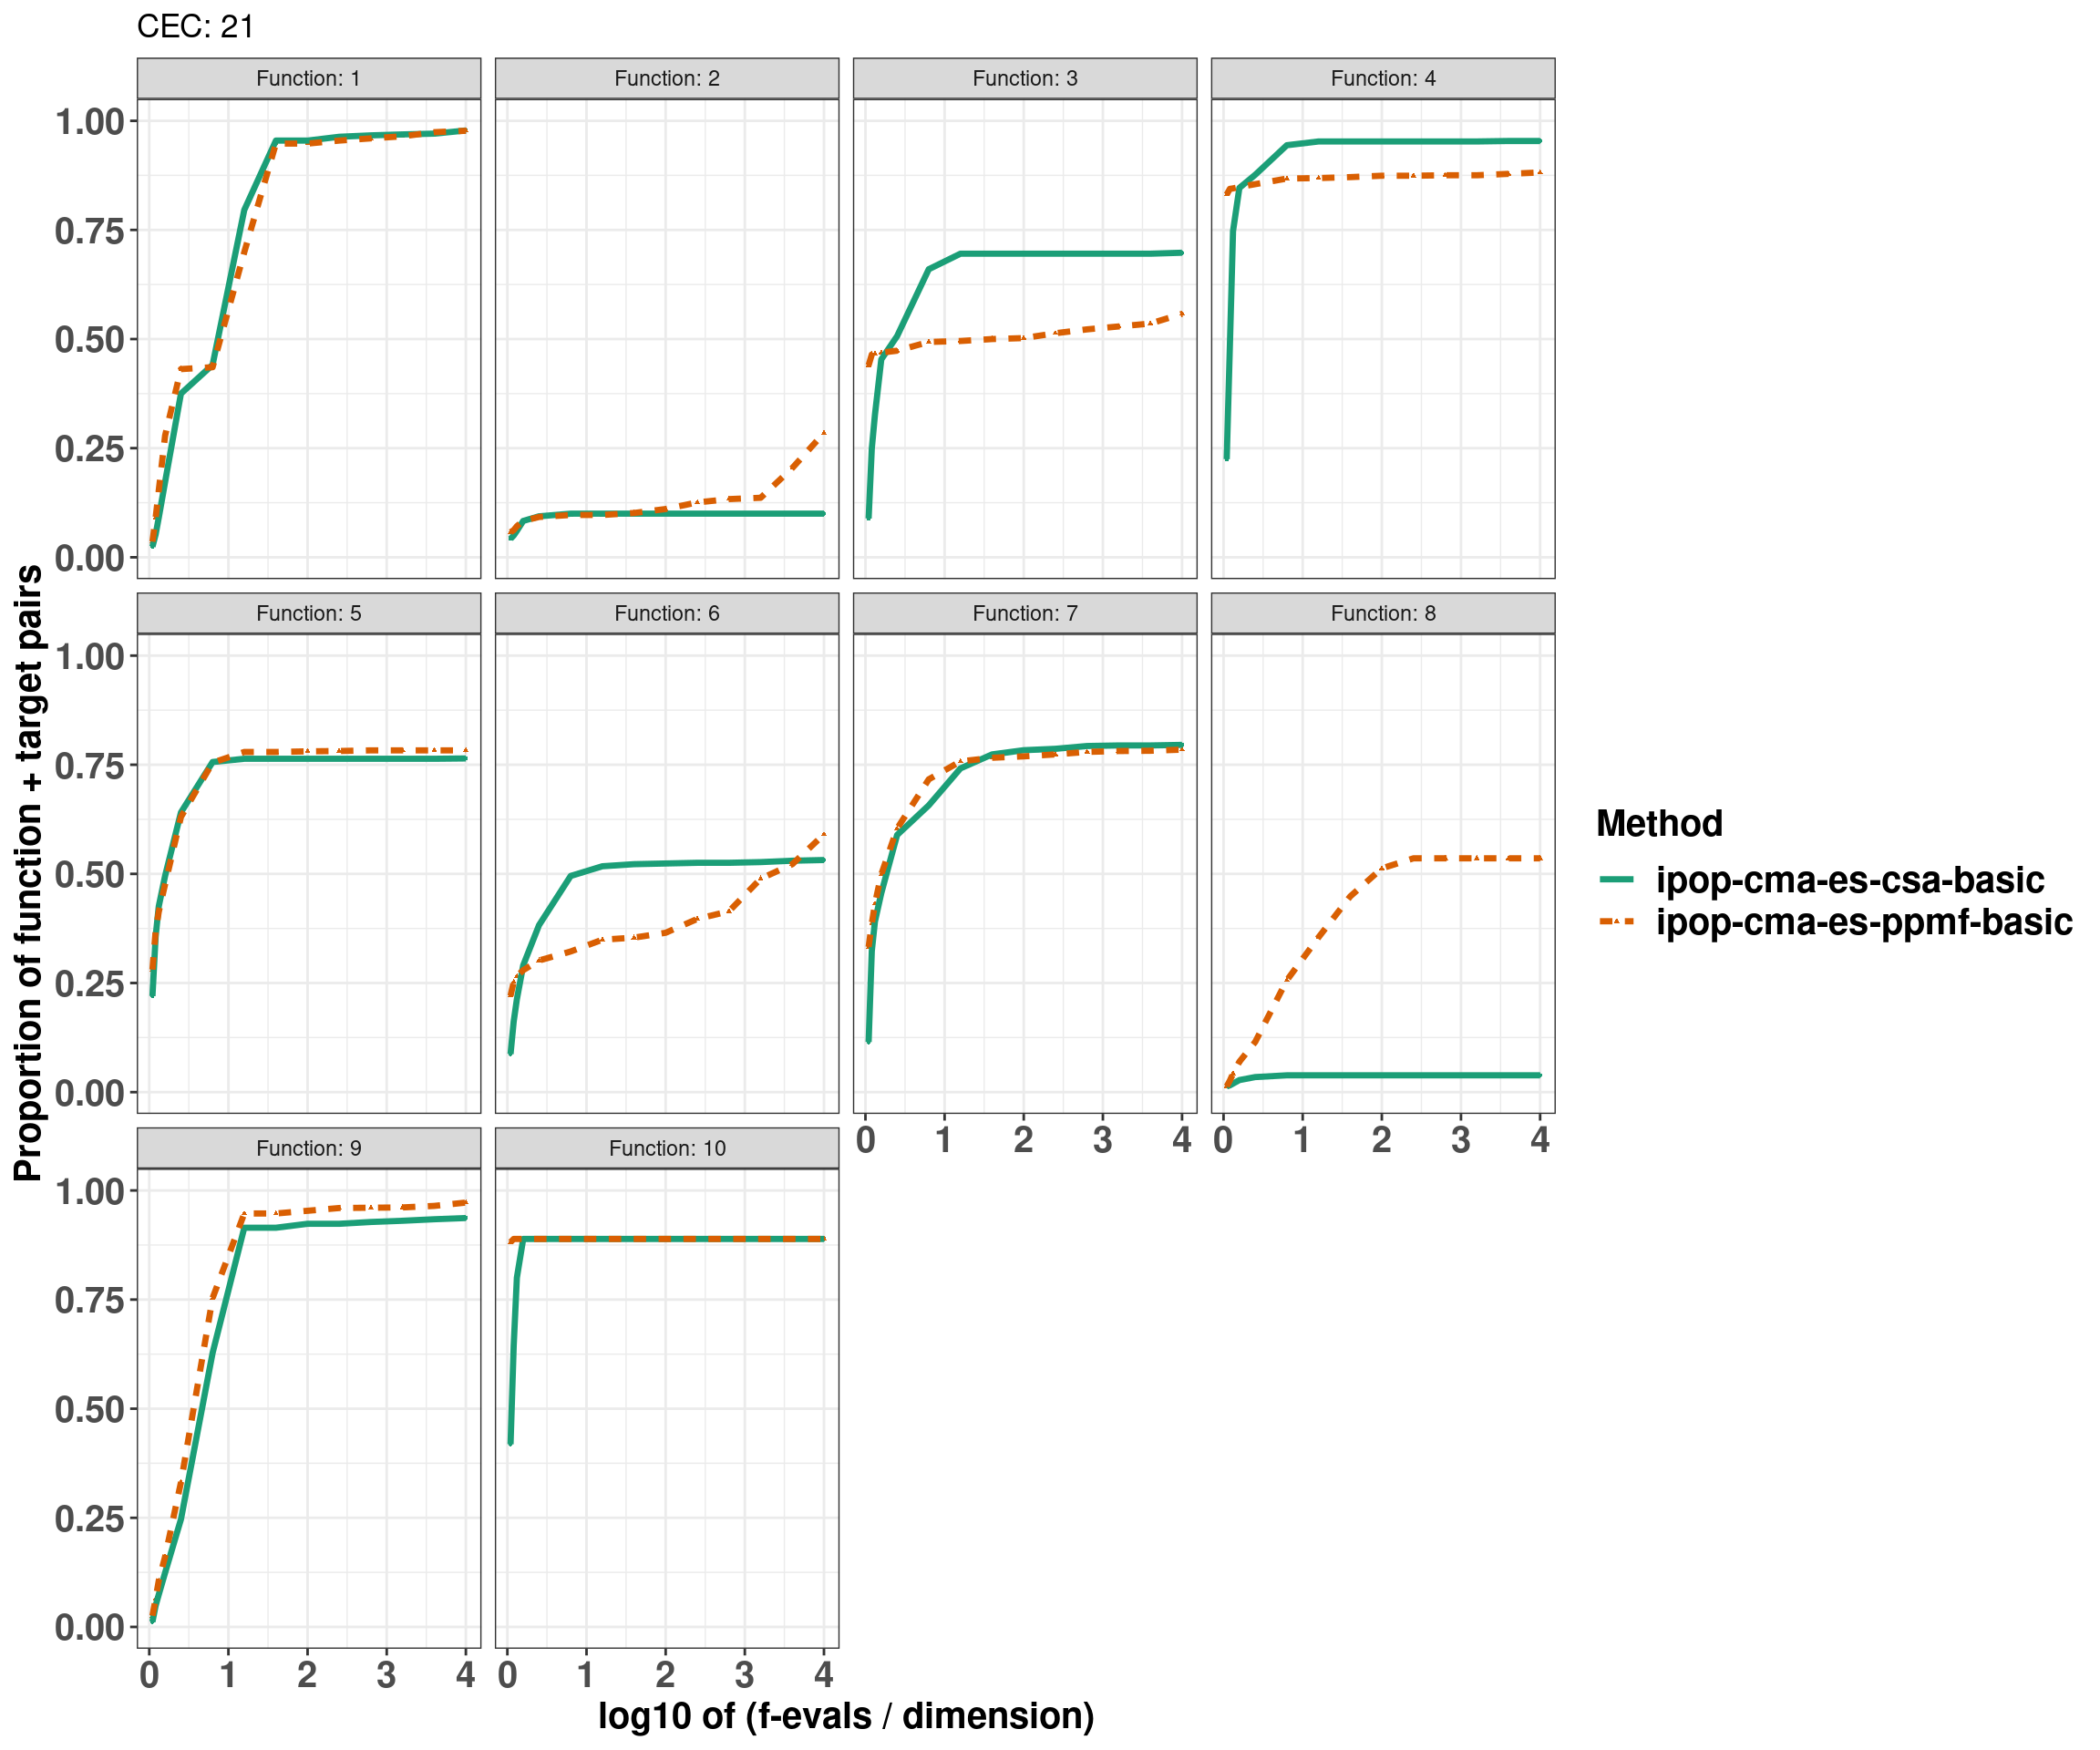 CEC: 21
Function: 1
Function: 2
Function: 3
Function: 4
1.00
0.75
0.50
0.25
0.00
Function: 5
Function: 6
Function: 7
Function: 8
1.00
0.75
0.50
0.25
0.00
0 1 2 3 4
0 1 2 3 4
Function: 9
Function: 10
1.00
0.75
0.50
0.25
0.00
0 1 2 3 4
0 1 2 3 4
log10 of (f-evals / dimension)
Proportion of function + target pairs
Method
ipop-cma-es-csa-basic
ipop-cma-es-ppmf-basic